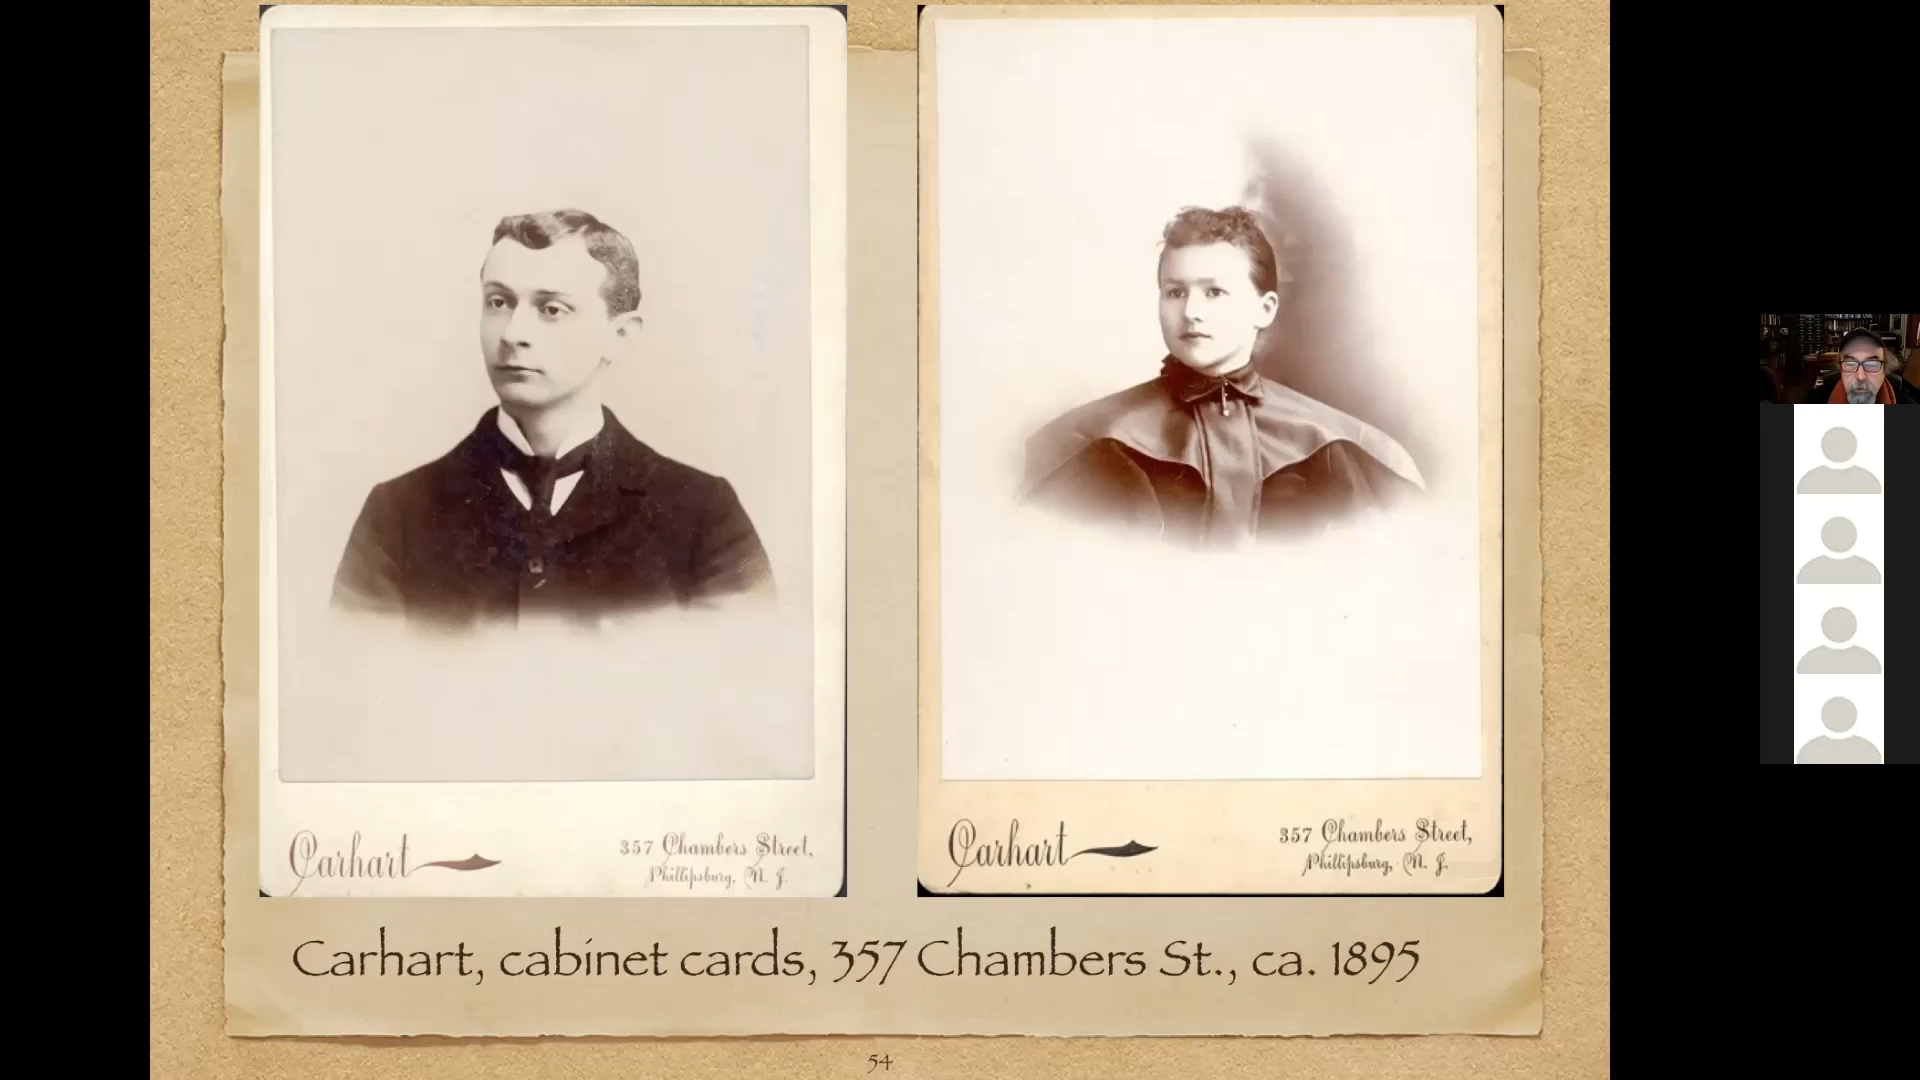 Carhart
357 Chambers Street,
Phillipsburg, N. J.
Carhart
357 Chambers Street,
Phillipsburg, N. J.
Carhart, cabinet cards, 357 Chambers St., ca. 1895
54